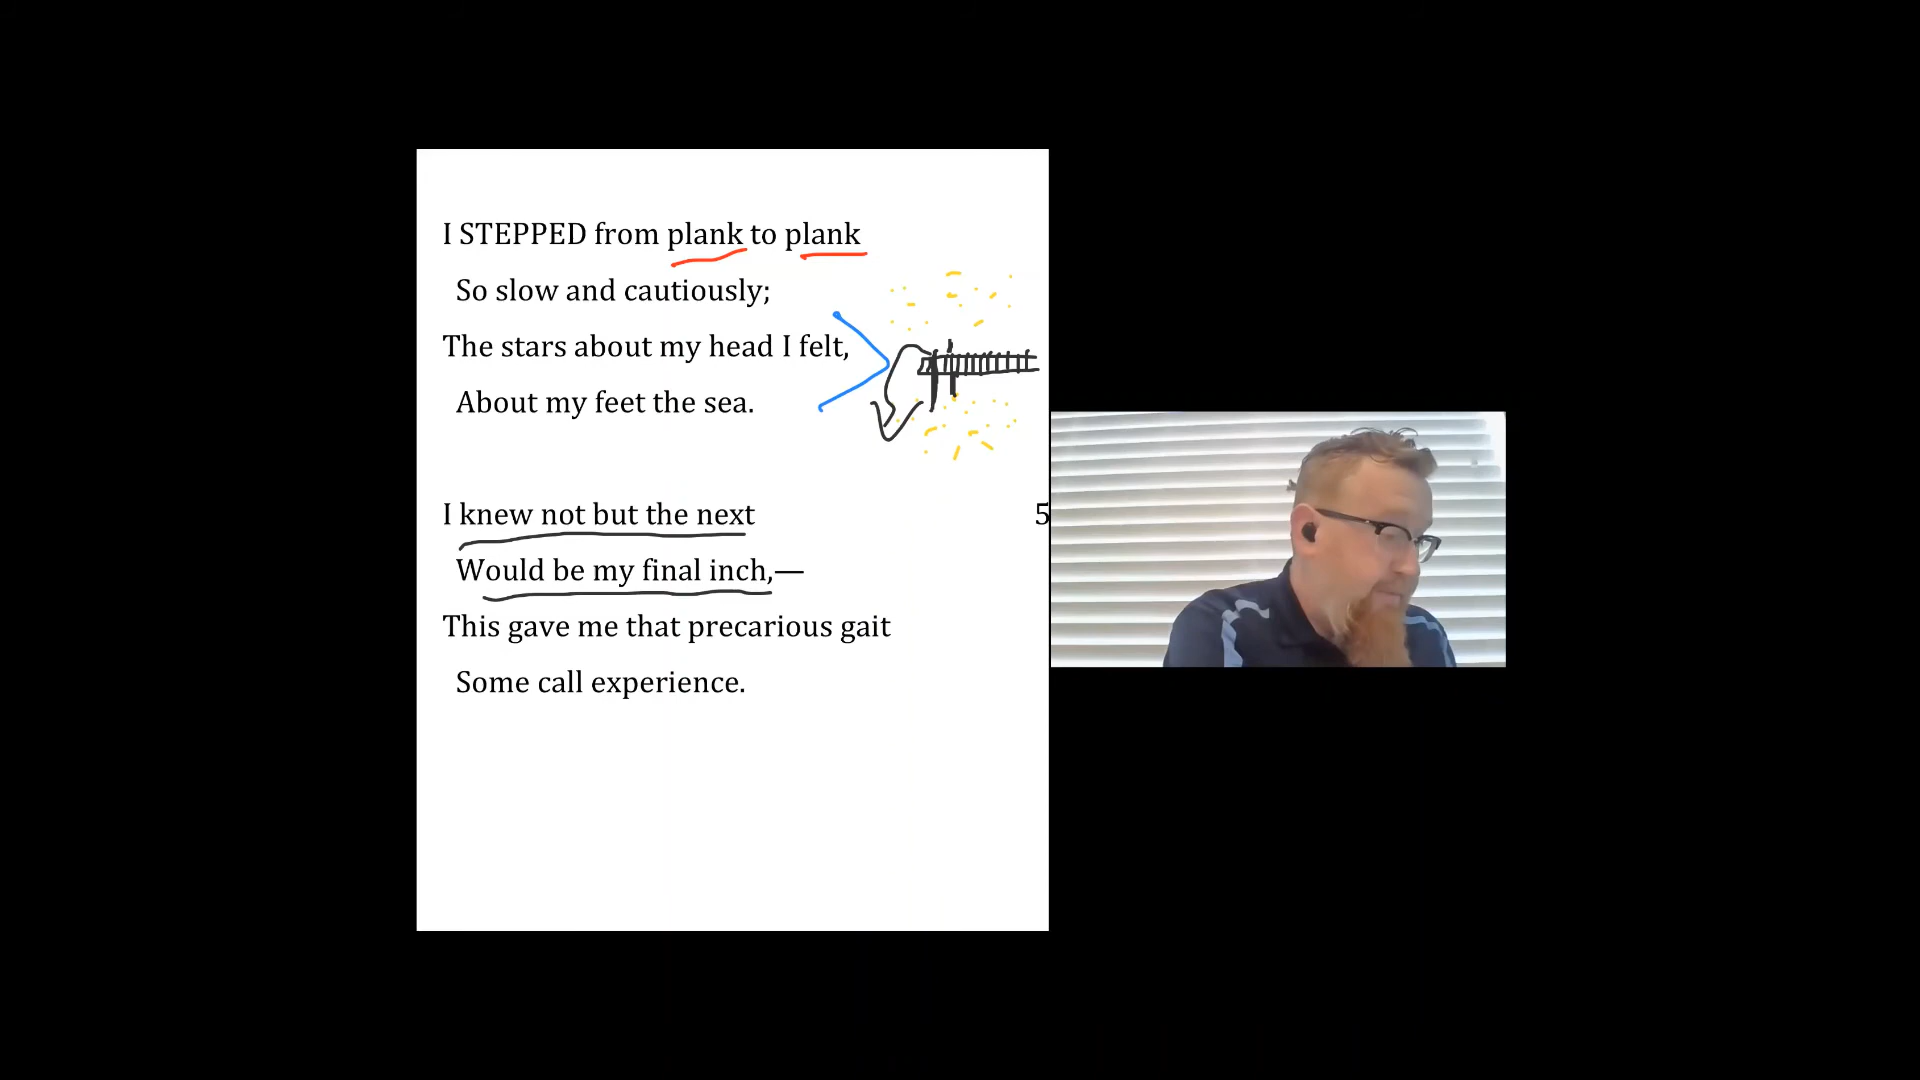 I STEPPED from plank to plank
So slow and cautiously;
The stars about my head I felt,
About my feet the sea.
I knew not but the next 5
Would be my final inch,—
This gave me that precarious gait
Some call experience.